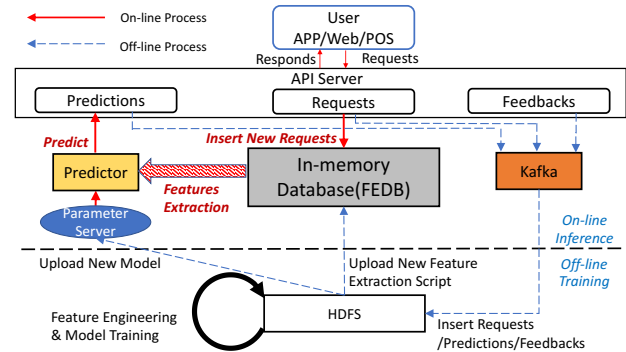 On-line Process
Off-line Process
User
APP/Web/POS
Responds
Requests
API Server
Predictions
Requests
Feedbacks
Predict
Insert New Requests
Predictor
Features
Extraction
In-memory
Database(FEDB)
Kafka
Parameter
Server
On-line
Inference
Upload New Model
Upload New Feature
Extraction Script
Off-line
Training
Feature Engineering
& Model Training
HDFS
Insert Requests
/Predictions/Feedbacks